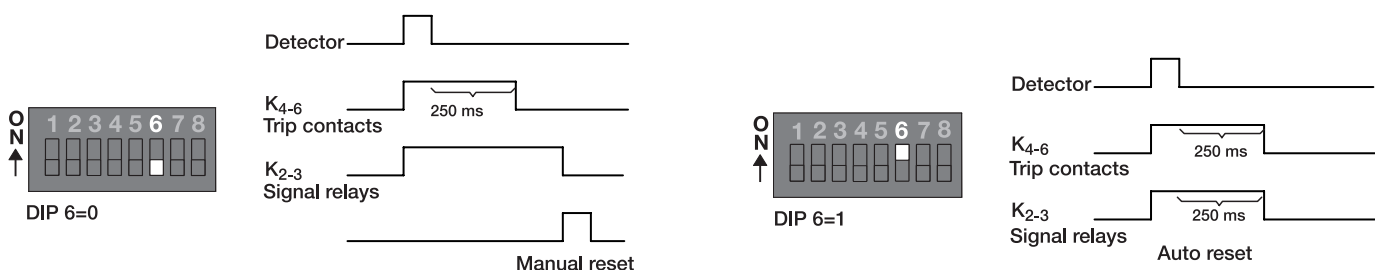 Detector
K4-6
Trip contacts
250 ms
K2-3
Signal relays
Manual reset
ON
1 2 3 4 5 6 7 8
DIP 6=0
Detector
K4-6
Trip contacts
250 ms
K2-3
Signal relays
250 ms
Auto reset
ON
1 2 3 4 5 6 7 8
DIP 6=1